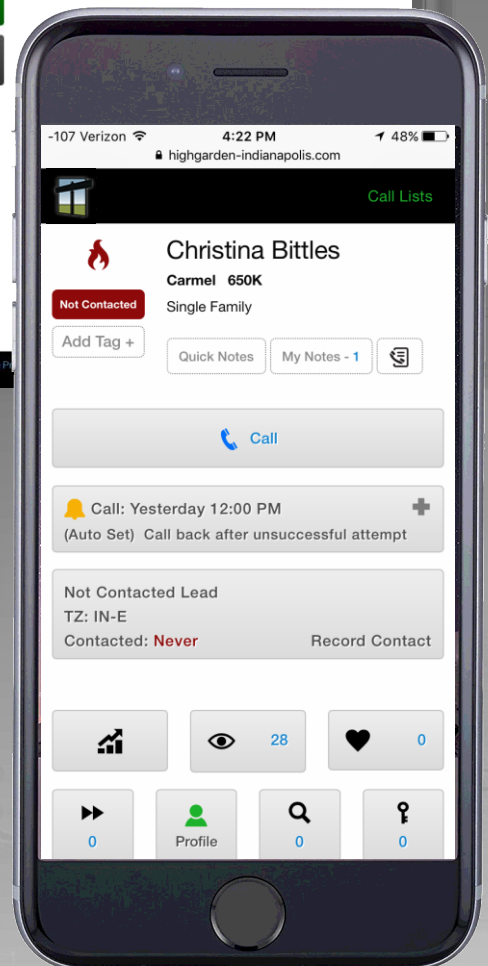 -107 Verizon 4:22 PM 48%
highgarden-indianapolis.com
Call Lists
Christina Bittles
Carmel 650K
Not Contacted
Single Family
Add Tag +
Quick Notes
My Notes - 1
Call
Call: Yesterday 12:00 PM
(Auto Set) Call back after unsuccessful attempt
Not Contacted Lead
TZ: IN-E
Contacted: Never Record Contact
28
0
0
Profile
0
0